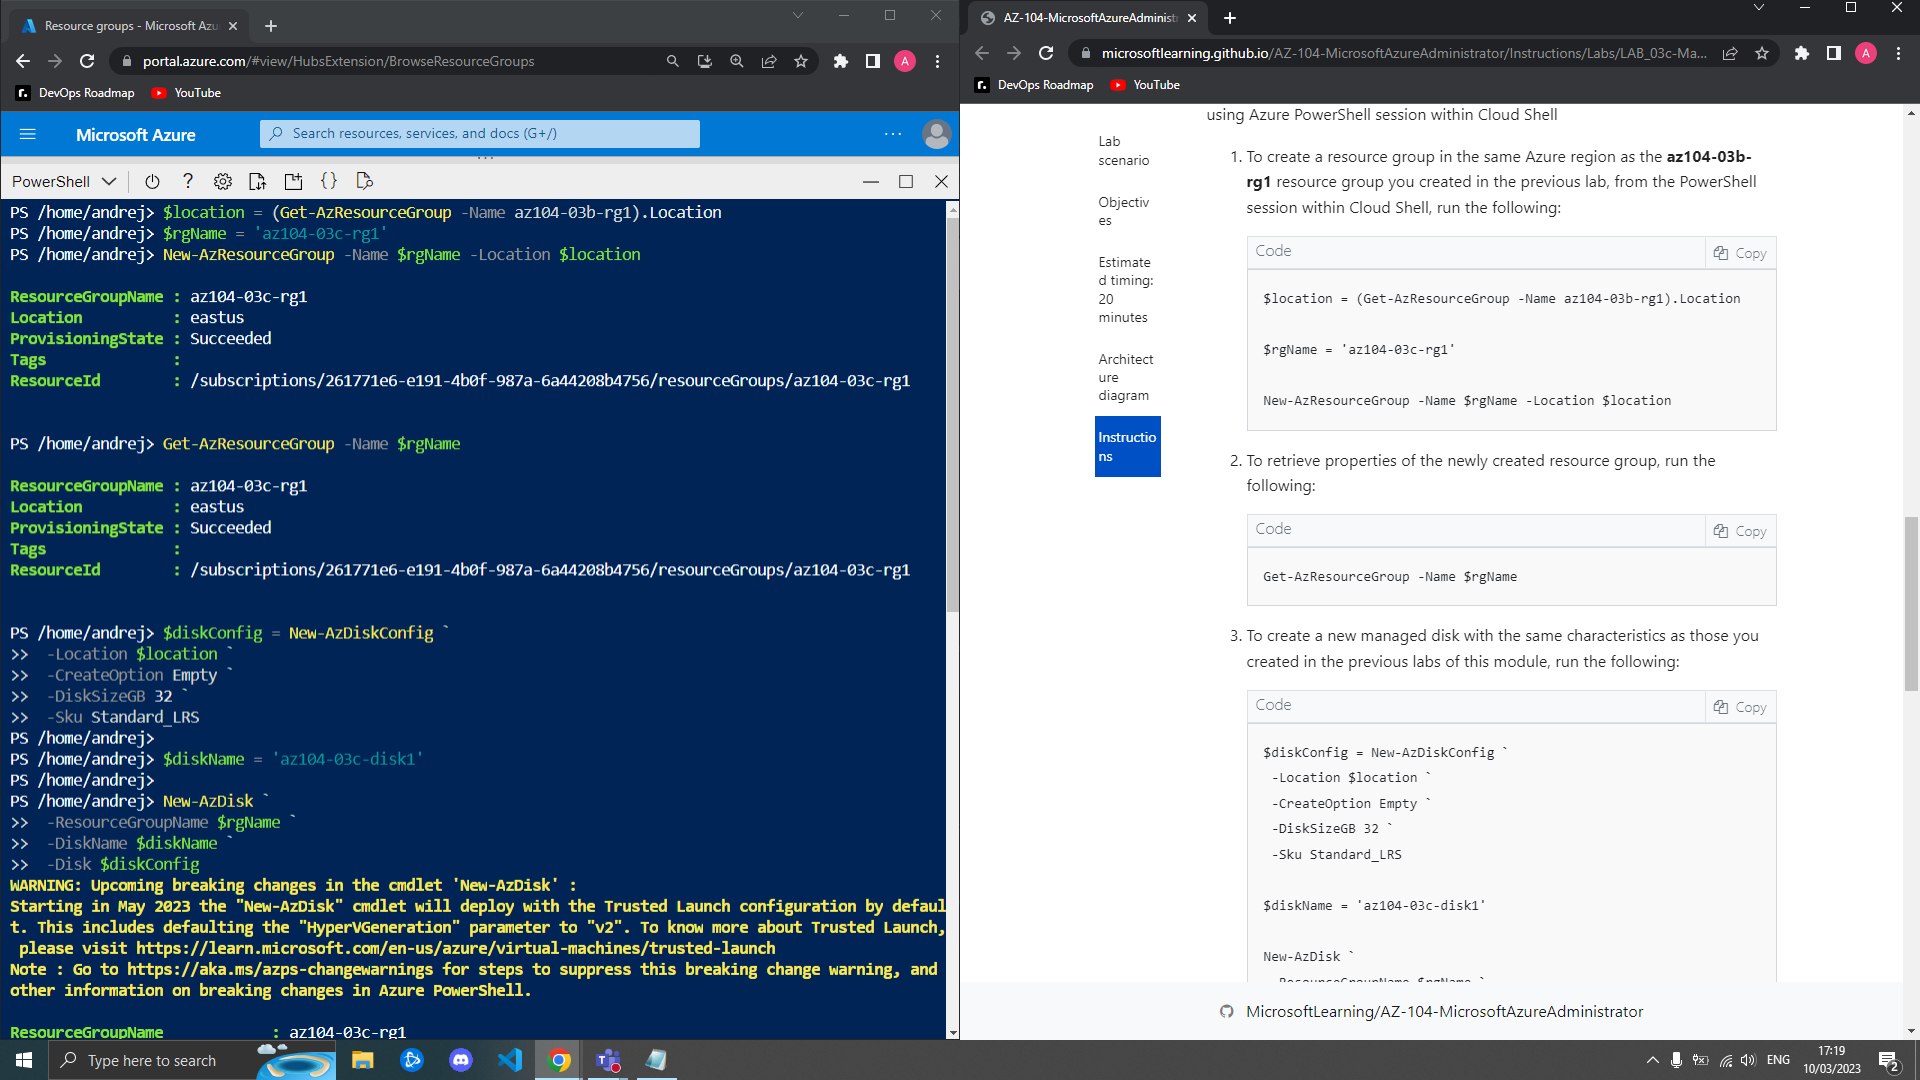 Resource groups - Microsoft Azu
portal.azure.com/#view/HubsExtension/BrowseResourceGroups
A
DevOps Roadmap
YouTube
Microsoft Azure
Search resources, services, and docs (G+/)
PowerShell
PS /home/andrej> $location = (Get-AzResourceGroup -Name az104-03b-rg1).Location
PS /home/andrej> $rgName = 'az104-03c-rg1'
PS /home/andrej> New-AzResourceGroup -Name $rgName -Location $location
ResourceGroupName : az104-03c-rg1
Location : eastus
ProvisioningState : Succeeded
Tags :
ResourceId : /subscriptions/261771e6-e191-4b0f-987a-6a44208b4756/resourceGroups/az104-03c-rg1
PS /home/andrej> Get-AzResourceGroup -Name $rgName
ResourceGroupName : az104-03c-rg1
Location : eastus
ProvisioningState : Succeeded
Tags :
ResourceId : /subscriptions/261771e6-e191-4b0f-987a-6a44208b4756/resourceGroups/az104-03c-rg1
PS /home/andrej> $diskConfig = New-AzDiskConfig `
>> -Location $location `
>> -CreateOption Empty `
>> -DiskSizeGB 32 `
>> -Sku Standard_LRS
PS /home/andrej>
PS /home/andrej> $diskName = 'az104-03c-disk1'
PS /home/andrej>
PS /home/andrej> New-AzDisk `
>> -ResourceGroupName $rgName `
>> -DiskName $diskName `
>> -Disk $diskConfig
WARNING: Upcoming breaking changes in the cmdlet 'New-AzDisk' :
Starting in May 2023 the "New-AzDisk" cmdlet will deploy with the Trusted Launch configuration by defaul
t. This includes defaulting the "HyperVGeneration" parameter to "v2". To know more about Trusted Launch,
please visit https://learn.microsoft.com/en-us/azure/virtual-machines/trusted-launch
Note : Go to https://aka.ms/azps-changewarnings for steps to suppress this breaking change warning, and
other information on breaking changes in Azure PowerShell.
ResourceGroupName : az104-03c-rg1
AZ-104-MicrosoftAzureAdministr
microsoftlearning.github.io/AZ-104-MicrosoftAzureAdministrator/Instructions/Labs/LAB_03c-Ma...
A
DevOps Roadmap
YouTube
Lab
scenario
Objectiv
es
Estimate
d timing:
20
minutes
Architect
ure
diagram
Instructio
ns
using Azure PowerShell session within Cloud Shell
1. To create a resource group in the same Azure region as the az104-03b-
rg1 resource group you created in the previous lab, from the PowerShell
session within Cloud Shell, run the following:
Code
Copy
$location = (Get-AzResourceGroup -Name az104-03b-rg1).Location
$rgName = 'az104-03c-rg1'
New-AzResourceGroup -Name $rgName -Location $location
2. To retrieve properties of the newly created resource group, run the
following:
Code
Copy
Get-AzResourceGroup -Name $rgName
3. To create a new managed disk with the same characteristics as those you
created in the previous labs of this module, run the following:
Code
Copy
$diskConfig = New-AzDiskConfig `
-Location $location `
-CreateOption Empty `
-DiskSizeGB 32 `
-Sku Standard_LRS
$diskName = 'az104-03c-disk1'
New-AzDisk `
-ResourceGroupName $rgName `
MicrosoftLearning/AZ-104-MicrosoftAzureAdministrator
Type here to search
ENG
17:19
10/03/2023
2